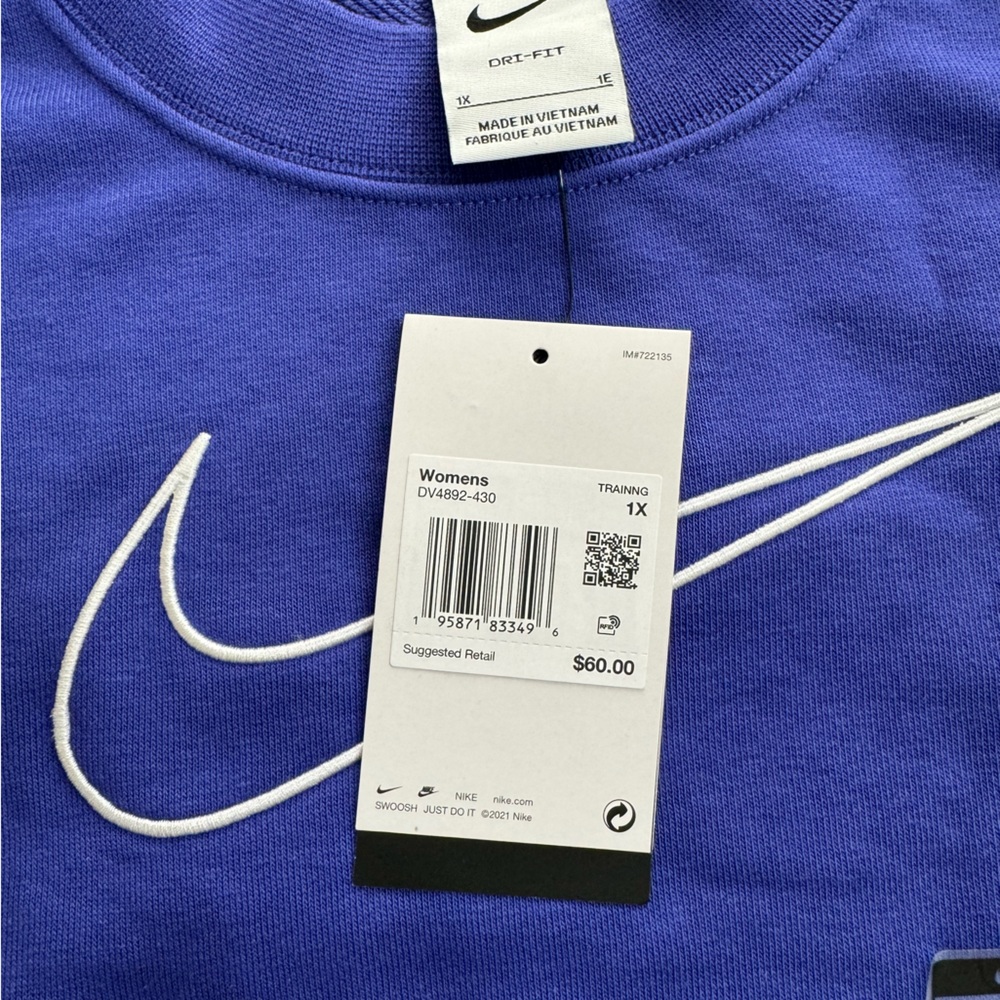 DRI-FIT
1X 1E
MADE IN VIETNAM
FABRIQUE AU VIETNAM
IM#722135
Womens
DV4892-430
TRAINNG
1X
1 95871 83349 6
RFID
Suggested Retail $60.00
NIKE nike.com
SWOOSH JUST DO IT ©2021 Nike